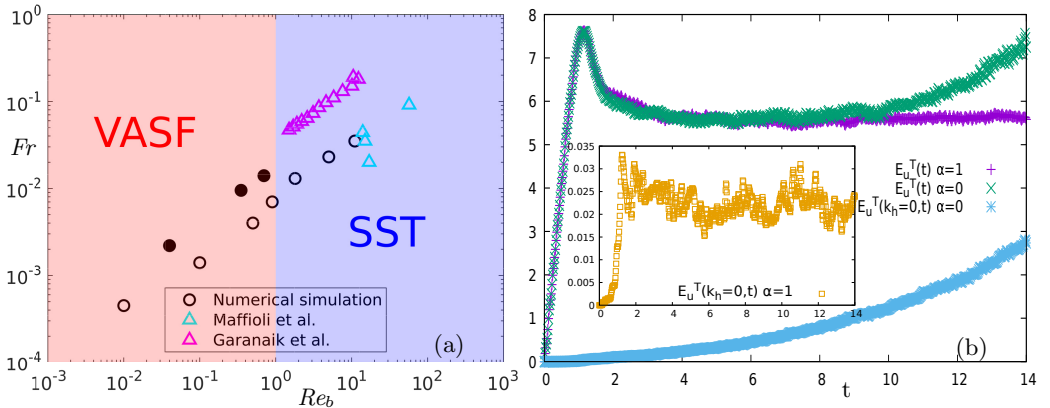 10^0
10^-1
10^-2
10^-3
10^-4
Fr
VASF
SST
Numerical simulation
Maffioli et al.
Garanaik et al.
(a)
10^-3
10^-2
10^-1
10^0
10^1
10^2
10^3
Re_b
8
7
6
5
4
3
2
1
0
E_u^T(t) α=1
E_u^T(t) α=0
E_u^T(k_h=0,t) α=0
0.035
0.03
0.025
0.02
0.015
0.01
0.005
0
E_u^T(k_h=0,t) α=1
0 2 4 6 8 10 12 14
(b)
0 2 4 6 8 10 12 14
t